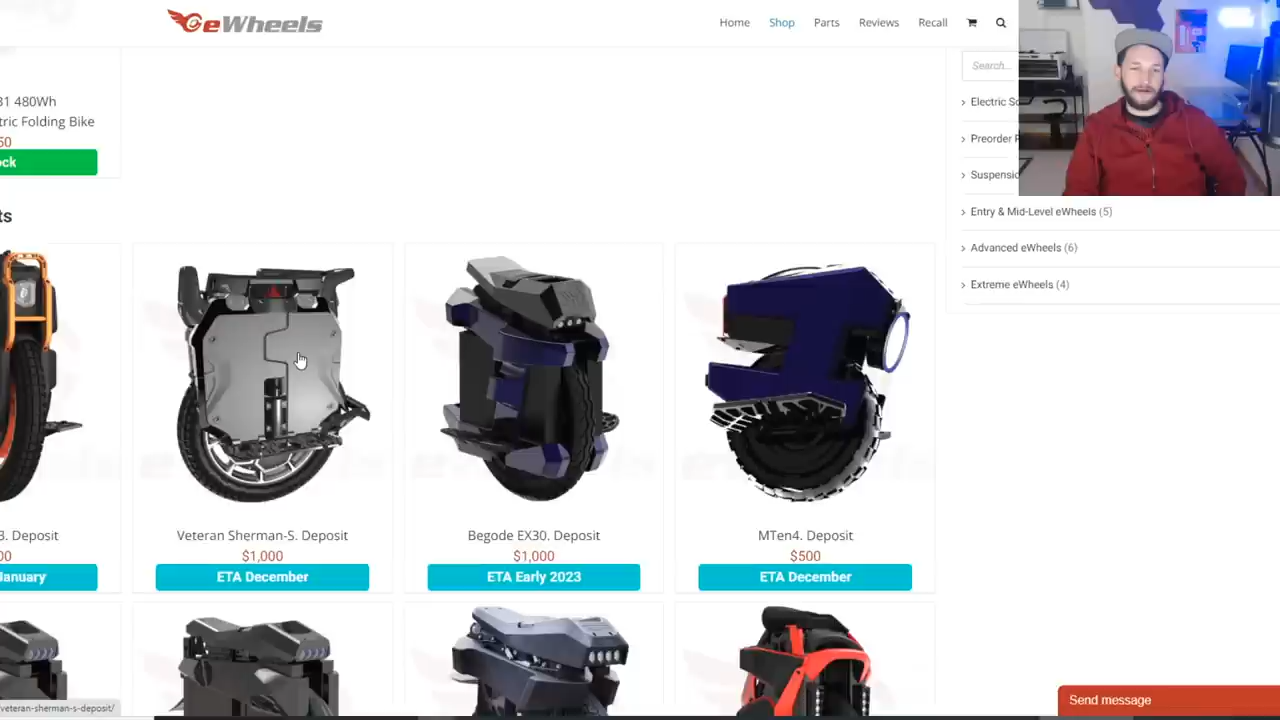 eWheels
Home
Shop
Parts
Reviews
Recall
31 480Wh
tric Folding Bike
50
ock
Search...
Electric Sc
Preorder P
Suspensio
Entry & Mid-Level eWheels (5)
Advanced eWheels (6)
Extreme eWheels (4)
ts
3. Deposit
00
January
Veteran Sherman-S. Deposit
$1,000
ETA December
Begode EX30. Deposit
$1,000
ETA Early 2023
MTen4. Deposit
$500
ETA December
/veteran-sherman-s-deposit/
Send message